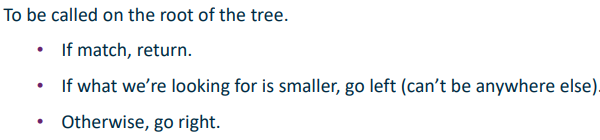 To be called on the root of the tree.
• If match, return.
• If what we’re looking for is smaller, go left (can’t be anywhere else).
• Otherwise, go right.